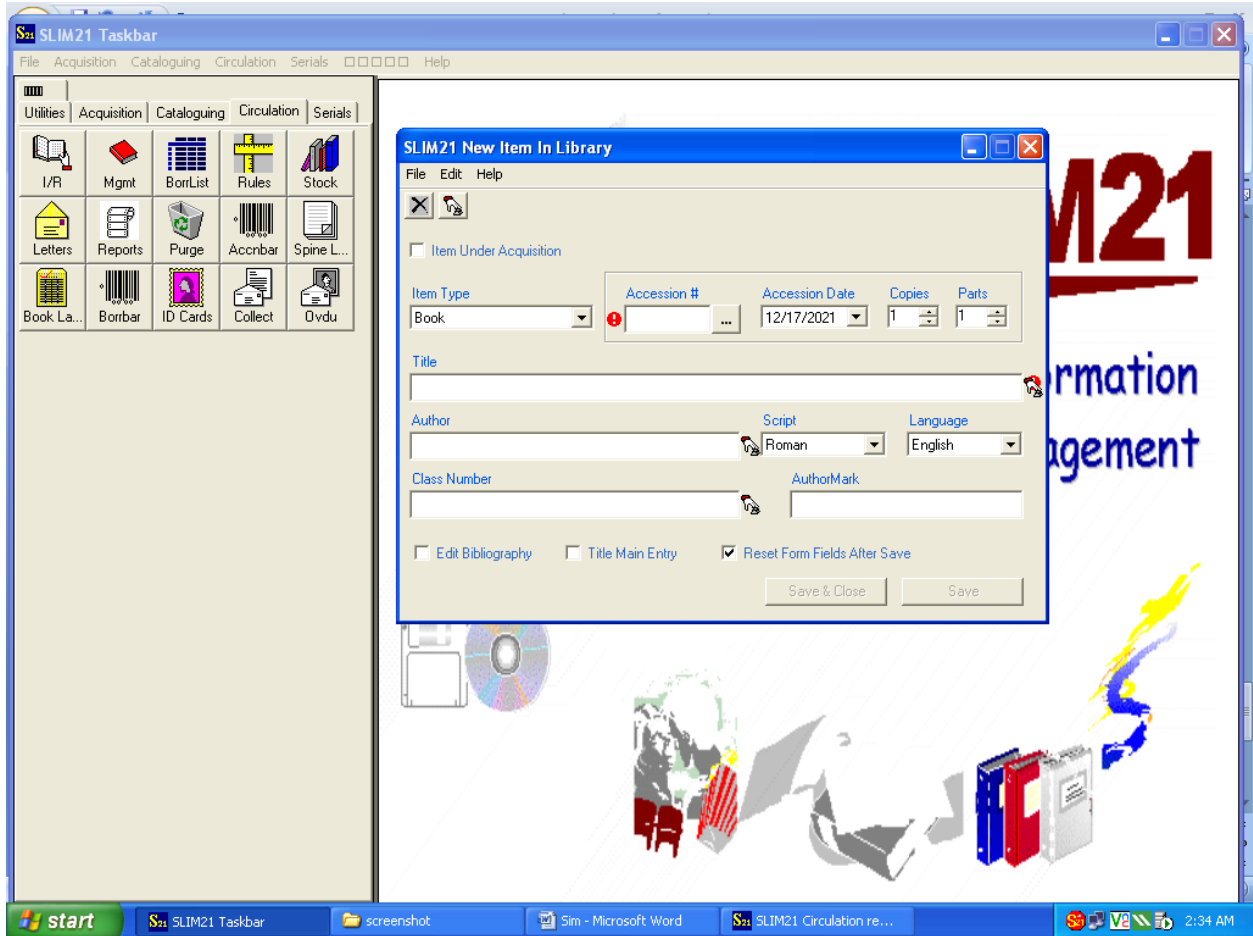 S21 SLIM21 Taskbar
File Acquisition Cataloguing Circulation Serials □□□□□ Help
Utilities Acquisition Cataloguing Circulation Serials
I/R Mgmt BorrList Rules Stock
Letters Reports Purge Accnbar Spine L...
Book La... Borrbar ID Cards Collect Ovdu
M21
rmation
agement
SLIM21 New Item In Library
File Edit Help
Item Under Acquisition
Item Type Accession # Accession Date Copies Parts
Book ... 12/17/2021 1 1
Title
Author Script Language
Roman English
Class Number AuthorMark
Edit Bibliography Title Main Entry Reset Form Fields After Save
Save & Close Save
start S21 SLIM21 Taskbar screenshot Sim - Microsoft Word S21 SLIM21 Circulation re... 2:34 AM